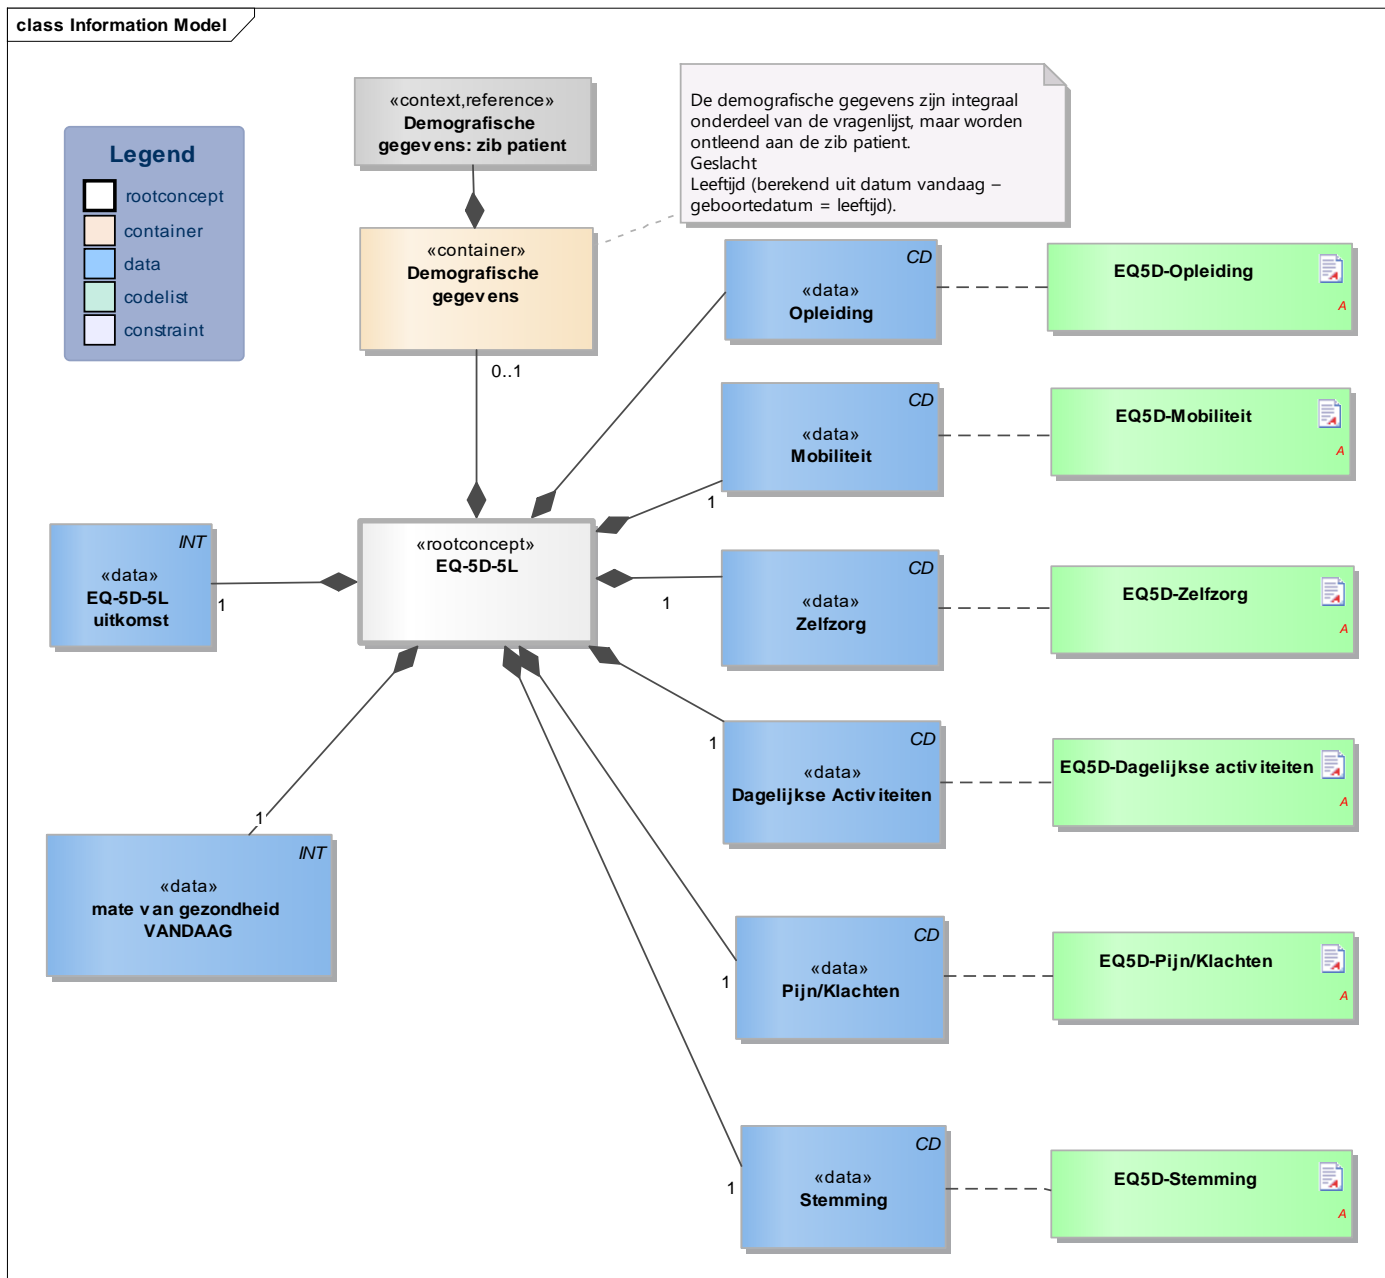 class Information Model
«context,reference»
Demografische
gegevens: zib patient
De demografische gegevens zijn integraal
onderdeel van de vragenlijst, maar worden
ontleend aan de zib patient.
Geslacht
Leeftijd (berekend uit datum vandaag –
geboortedatum = leeftijd).
Legend
rootconcept
container
data
codelist
constraint
«container»
Demografische
gegevens
0..1
CD
«data»
Opleiding
EQ5D-Opleiding
A
CD
«data»
Mobiliteit
1
EQ5D-Mobiliteit
A
«rootconcept»
EQ-5D-5L
INT
«data»
EQ-5D-5L
uitkomst
1
CD
«data»
Zelfzorg
1
EQ5D-Zelfzorg
A
CD
«data»
Dagelijkse Activiteiten
1
EQ5D-Dagelijkse activiteiten
A
1
INT
«data»
mate van gezondheid
VANDAAG
CD
«data»
Pijn/Klachten
1
EQ5D-Pijn/Klachten
A
CD
«data»
Stemming
1
EQ5D-Stemming
A